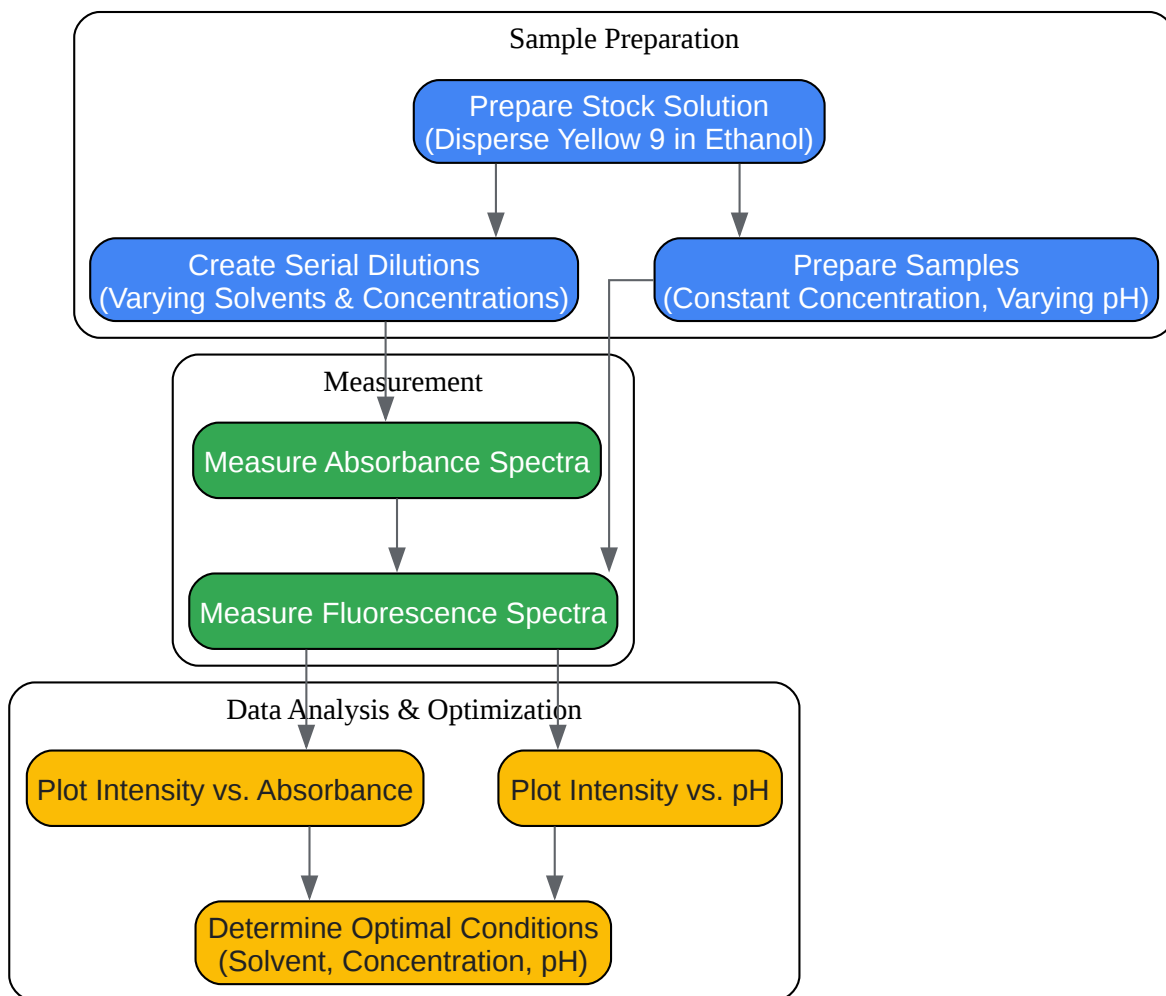 Sample Preparation
Prepare Stock Solution
(Disperse Yellow 9 in Ethanol)
Create Serial Dilutions
(Varying Solvents & Concentrations)
Prepare Samples
(Constant Concentration, Varying pH)
Measurement
Measure Absorbance Spectra
Measure Fluorescence Spectra
Data Analysis & Optimization
Plot Intensity vs. Absorbance
Plot Intensity vs. pH
Determine Optimal Conditions
(Solvent, Concentration, pH)